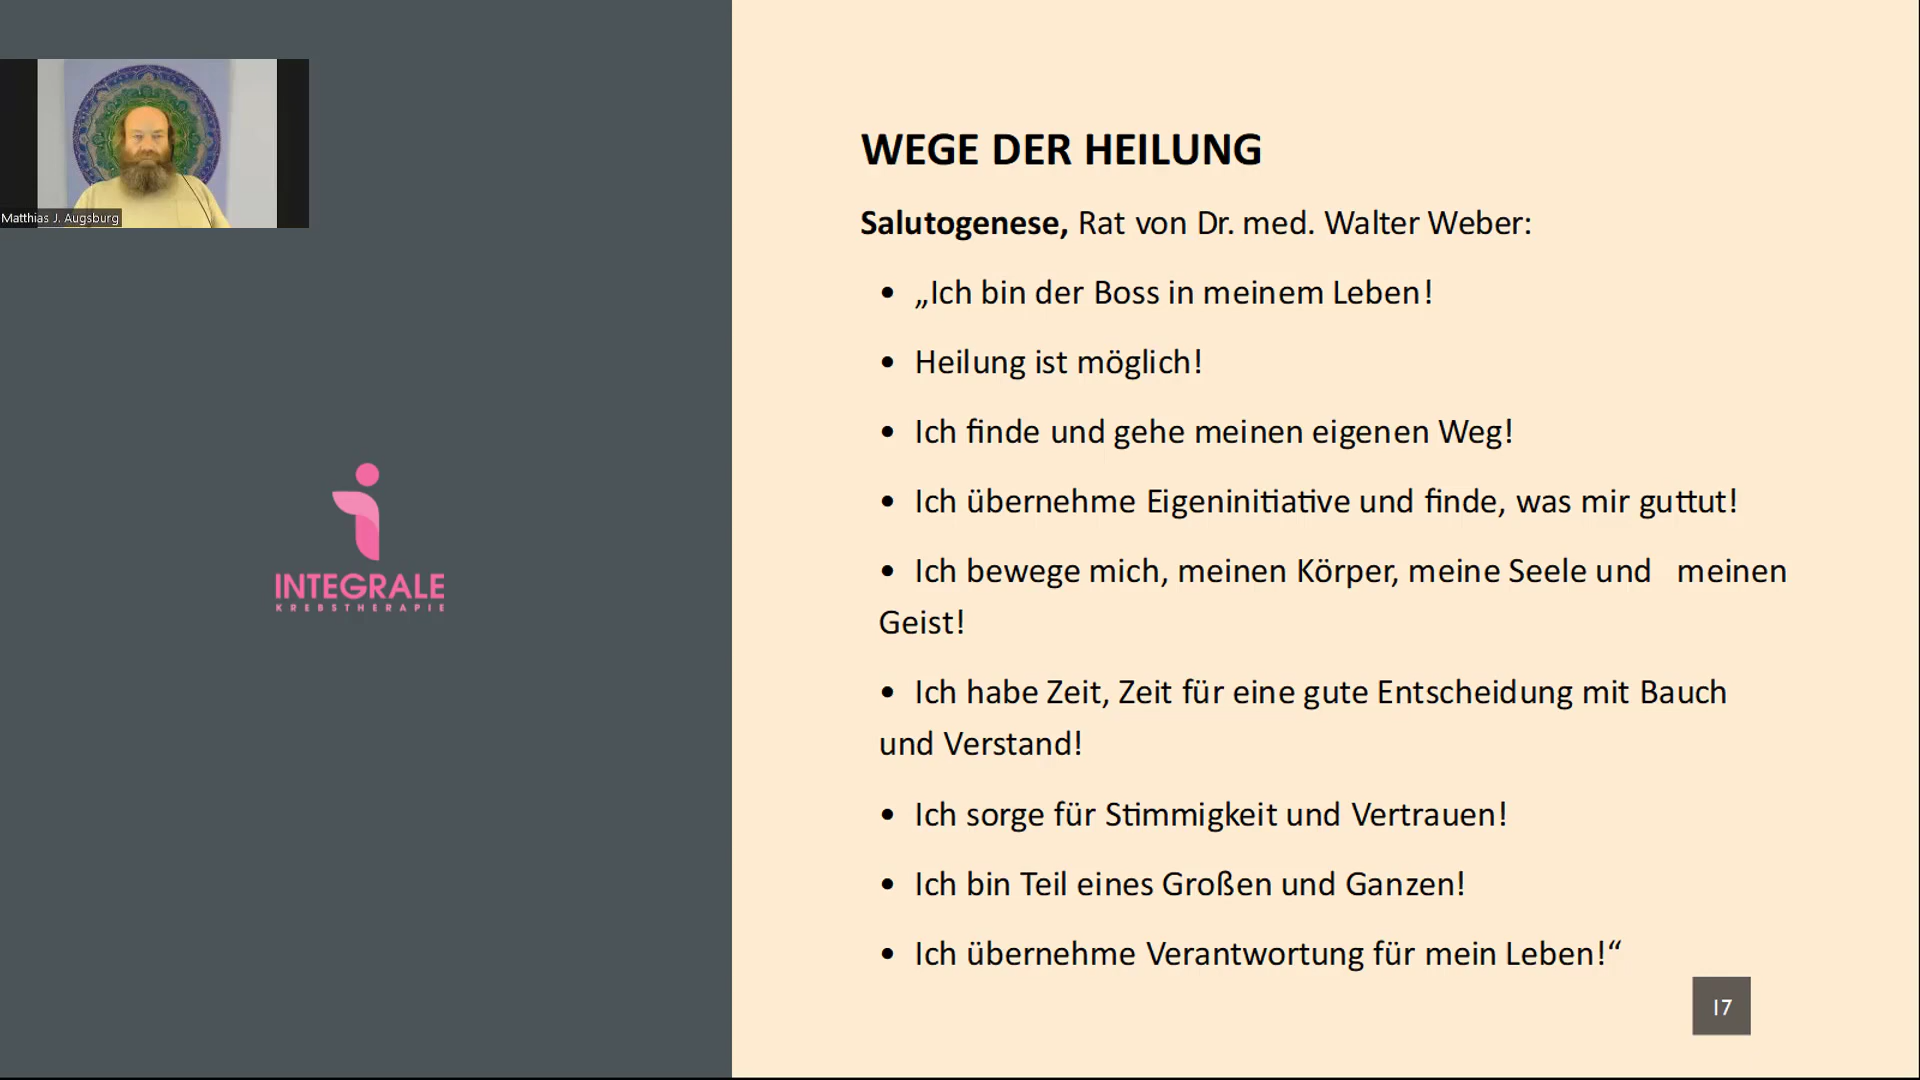 Matthias J. Augsburg
INTEGRALE
KREBSTHERAPIE
WEGE DER HEILUNG
Salutogenese, Rat von Dr. med. Walter Weber:
• „Ich bin der Boss in meinem Leben!
• Heilung ist möglich!
• Ich finde und gehe meinen eigenen Weg!
• Ich übernehme Eigeninitiative und finde, was mir guttut!
• Ich bewege mich, meinen Körper, meine Seele und meinen
Geist!
• Ich habe Zeit, Zeit für eine gute Entscheidung mit Bauch
und Verstand!
• Ich sorge für Stimmigkeit und Vertrauen!
• Ich bin Teil eines Großen und Ganzen!
• Ich übernehme Verantwortung für mein Leben!“
17